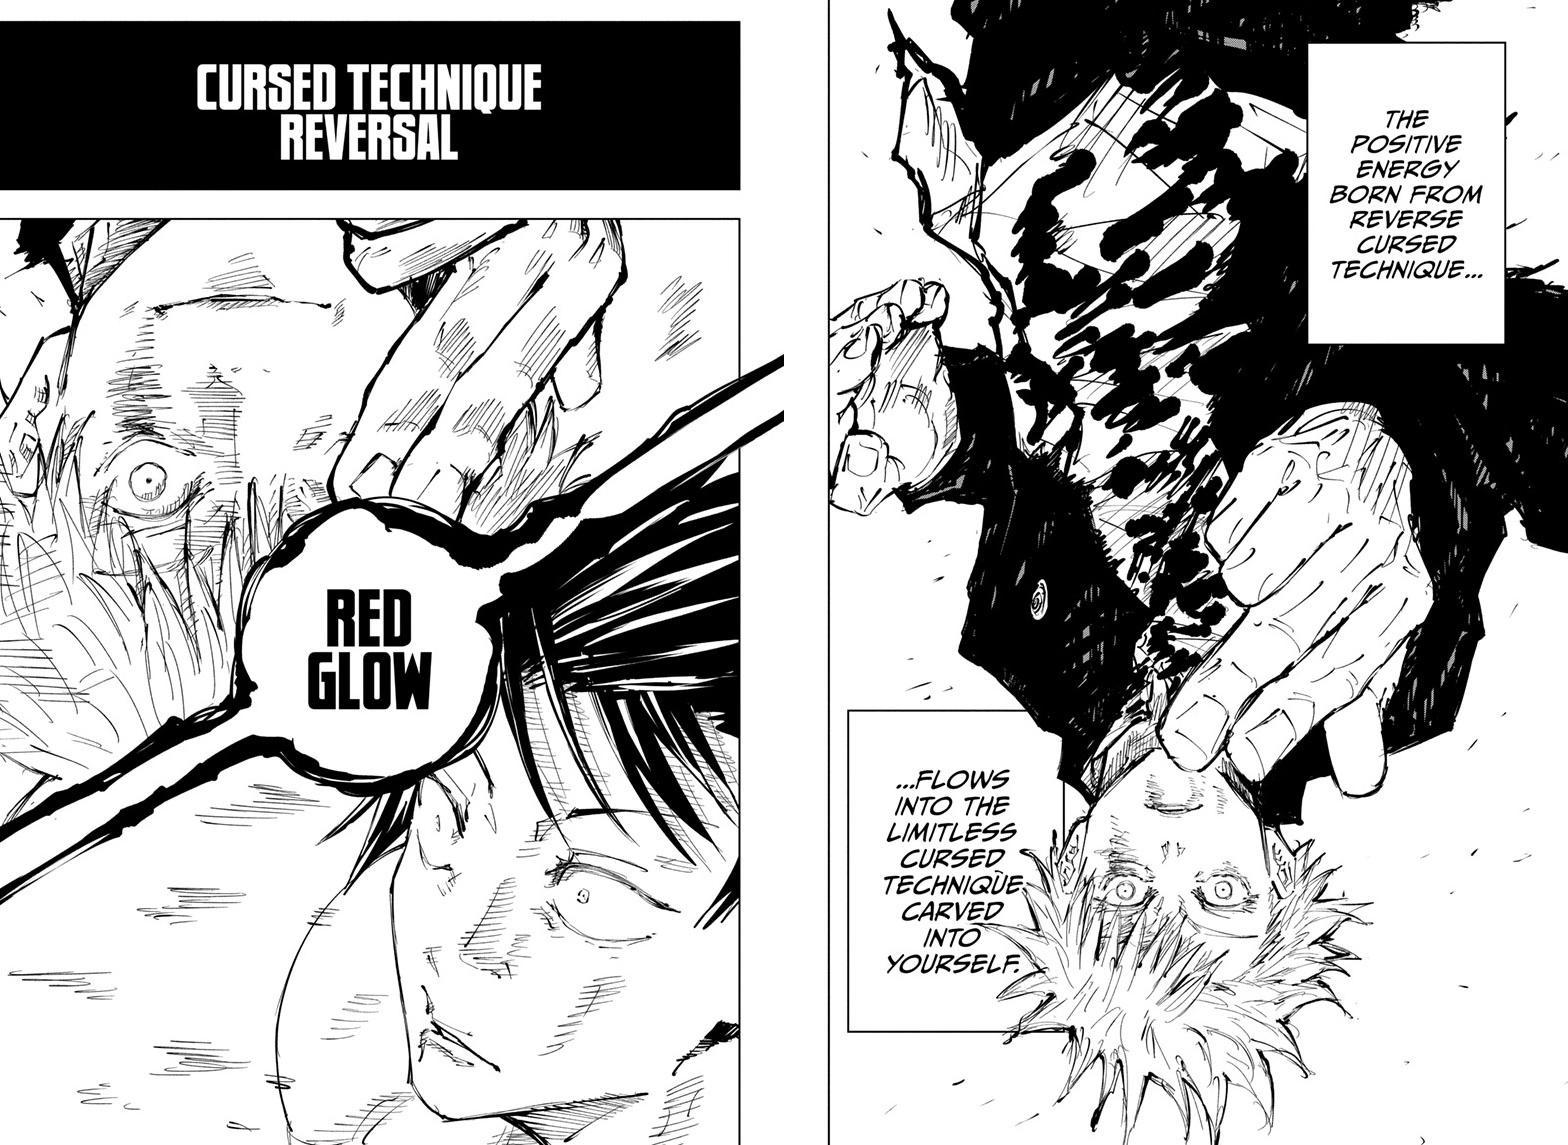 THE
POSITIVE
ENERGY
BORN FROM
REVERSE
CURSED
TECHNIQUE...
...FLOWS
INTO THE
LIMITLESS
CURSED
TECHNIQUE
CARVED
INTO
YOURSELF.
CURSED TECHNIQUE
REVERSAL
RED
GLOW